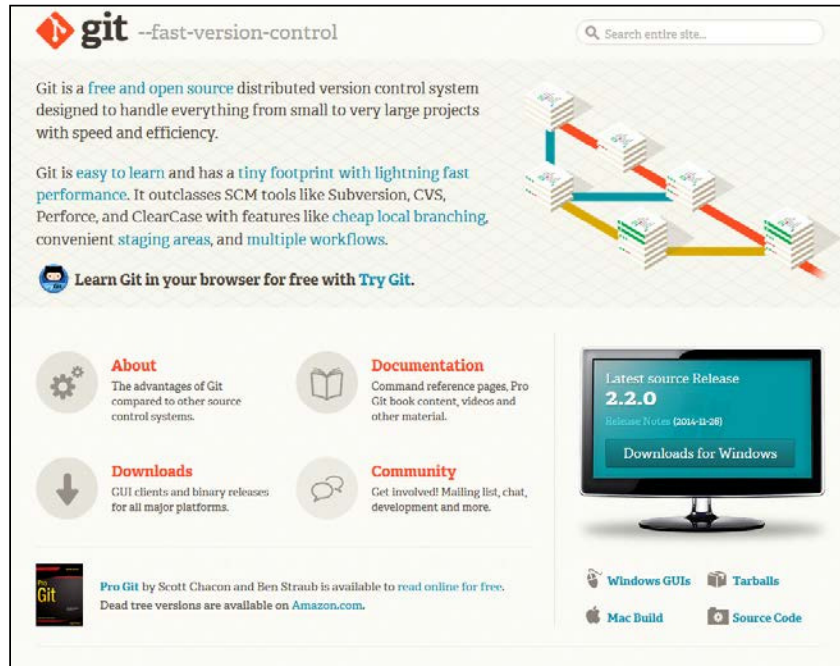 git --fast-version-control
Search entire site...
Git is a free and open source distributed version control system
designed to handle everything from small to very large projects
with speed and efficiency.
Git is easy to learn and has a tiny footprint with lightning fast
performance. It outclasses SCM tools like Subversion, CVS,
Perforce, and ClearCase with features like cheap local branching,
convenient staging areas, and multiple workflows.
Learn Git in your browser for free with Try Git.
About
The advantages of Git
compared to other source
control systems.
Documentation
Command reference pages, Pro
Git book content, videos and
other material.
Downloads
GUI clients and binary releases
for all major platforms.
Community
Get involved! Mailing list, chat,
development and more.
Pro
Git
Pro Git by Scott Chacon and Ben Straub is available to read online for free.
Dead tree versions are available on Amazon.com.
Latest source Release
2.2.0
Release Notes (2014-11-26)
Downloads for Windows
Windows GUIs
Tarballs
Mac Build
Source Code